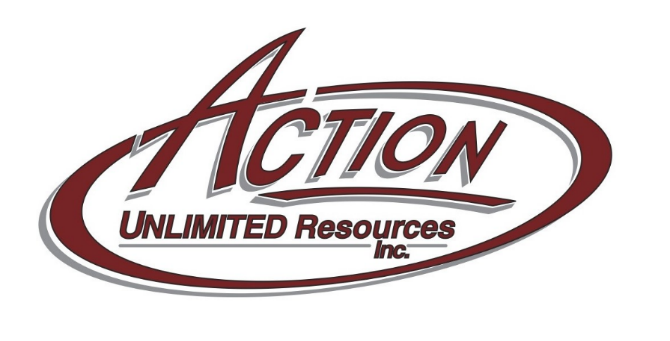 ACTION
UNLIMITED Resources
Inc.